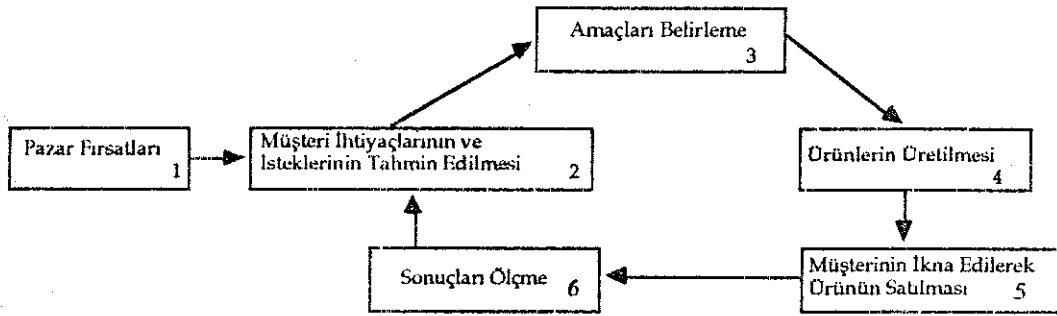 Pazar Fırsatları
1
Müşteri İhtiyaçlarının ve
Isteklerinin Tahmin Edilmesi 2
Amaçları Belirleme
3
Ürünlerin Üretilmesi
4
Müşterinin İkna Edilerek
Ürünün Satılması 5
Sonuçları Ölçme 6